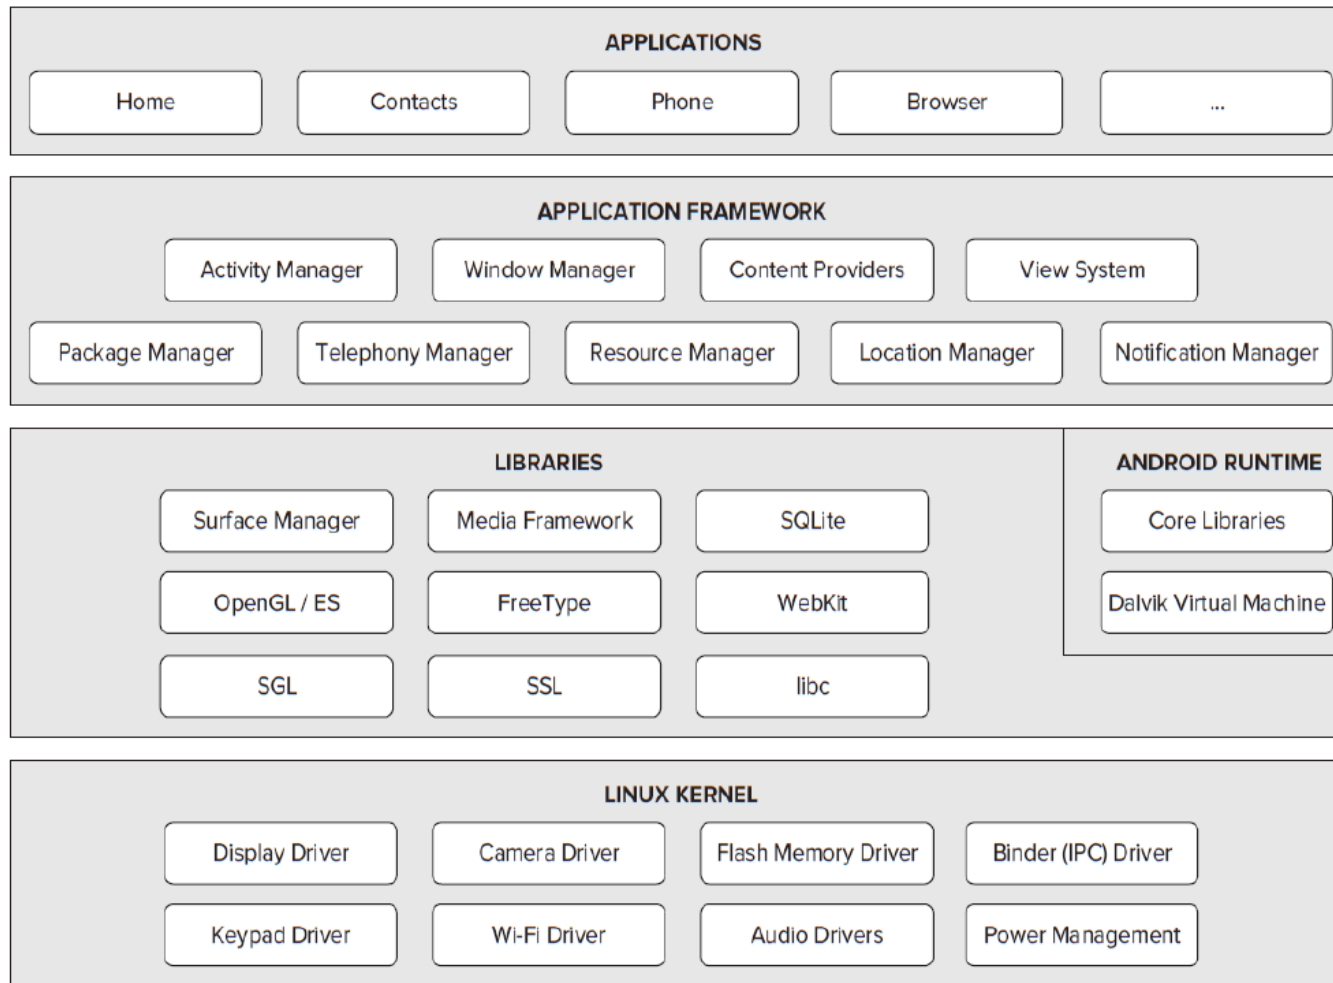 APPLICATIONS
Home
Contacts
Phone
Browser
...
APPLICATION FRAMEWORK
Activity Manager
Window Manager
Content Providers
View System
Package Manager
Telephony Manager
Resource Manager
Location Manager
Notification Manager
LIBRARIES
Surface Manager
Media Framework
SQLite
OpenGL / ES
FreeType
WebKit
SGL
SSL
libc
ANDROID RUNTIME
Core Libraries
Dalvik Virtual Machine
LINUX KERNEL
Display Driver
Camera Driver
Flash Memory Driver
Binder (IPC) Driver
Keypad Driver
Wi-Fi Driver
Audio Drivers
Power Management